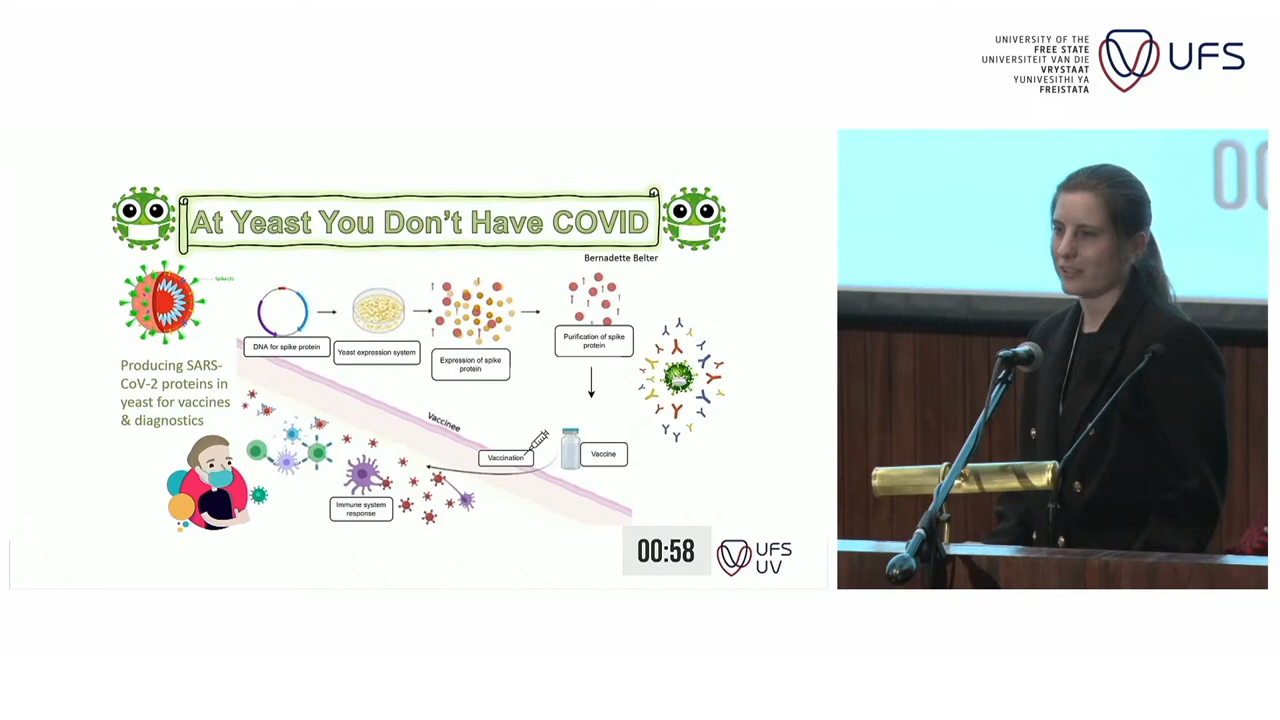 UNIVERSITY OF THE
FREE STATE
UNIVERSITEIT VAN DIE
VRYSTAAT
YUNIVESITHI YA
FREISTATA
UFS
At Yeast You Don't Have COVID
Bernadette Belter
Spike (S)
DNA for spike protein
Yeast expression system
Expression of spike
protein
Purification of spike
protein
Producing SARS-
CoV-2 proteins in
yeast for vaccines
& diagnostics
Vaccinee
Vaccination
Vaccine
Immune system
response
00:58
UFS
UV